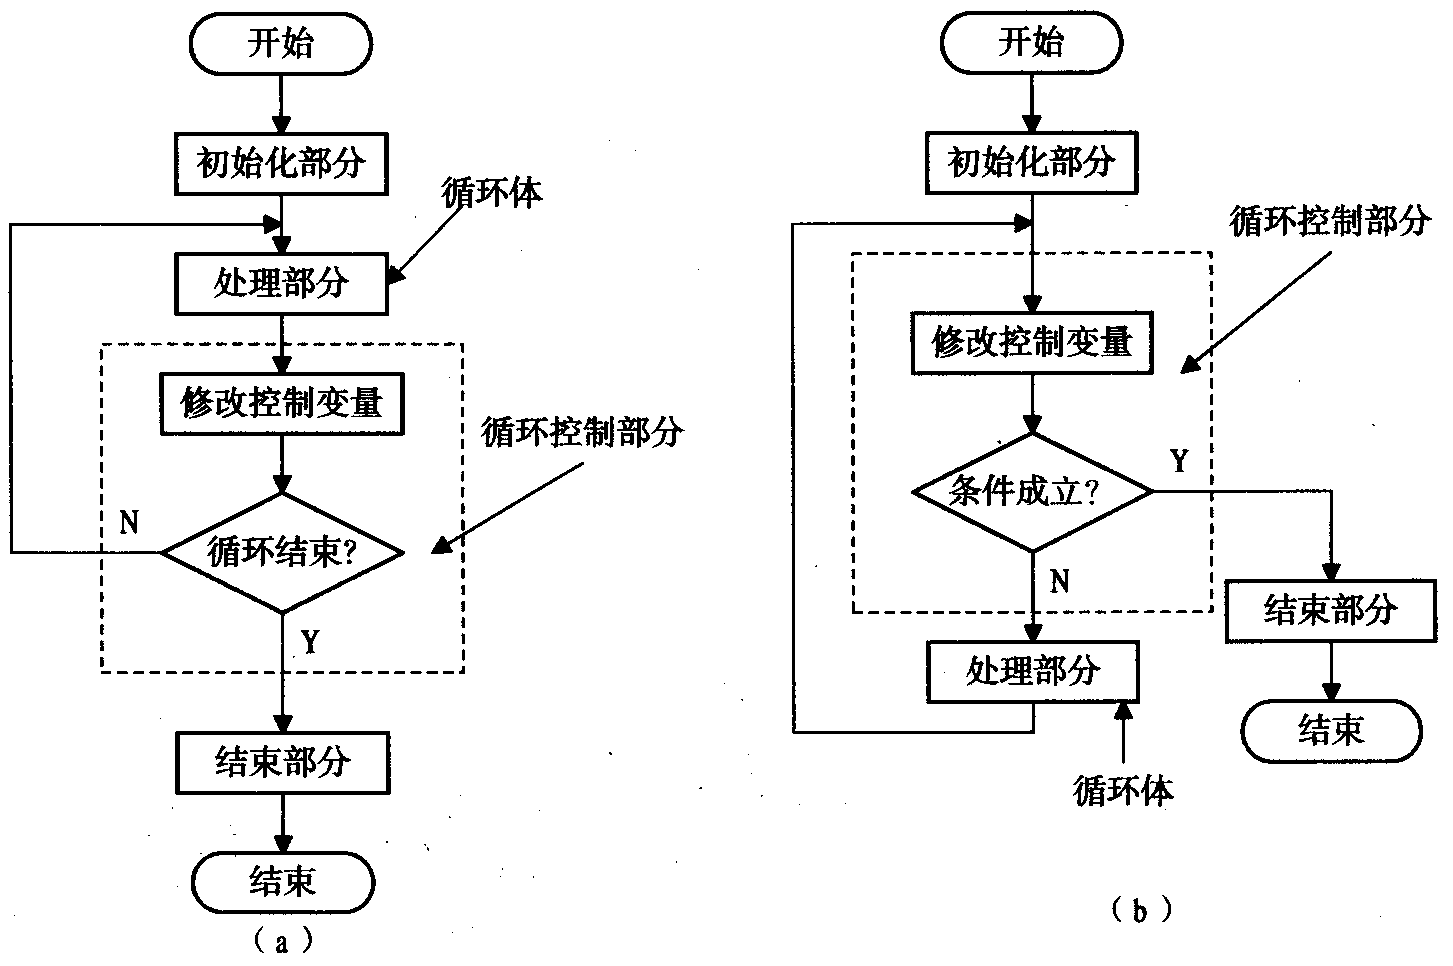 开始
初始化部分
循环体
处理部分
修改控制变量
循环控制部分
N
循环结束?
Y
结束部分
结束
(a)
开始
初始化部分
循环控制部分
修改控制变量
Y
条件成立?
N
结束部分
处理部分
结束
循环体
(b)